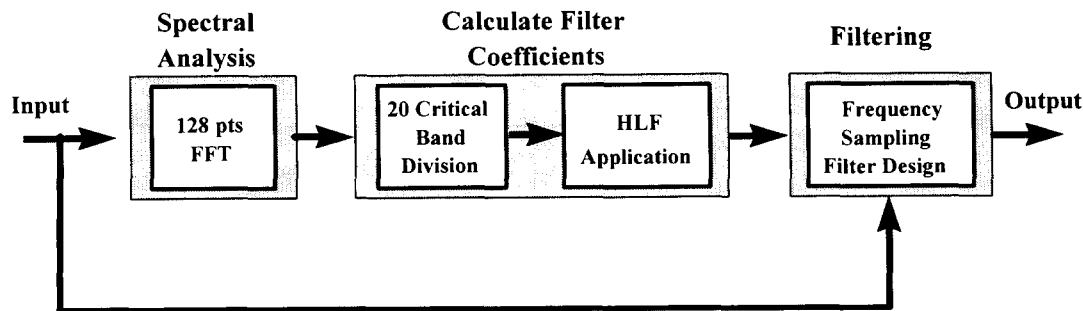 Spectral
Analysis
Calculate Filter
Coefficients
Filtering
Input
128 pts
FFT
20 Critical
Band
Division
HLF
Application
Frequency
Sampling
Filter Design
Output